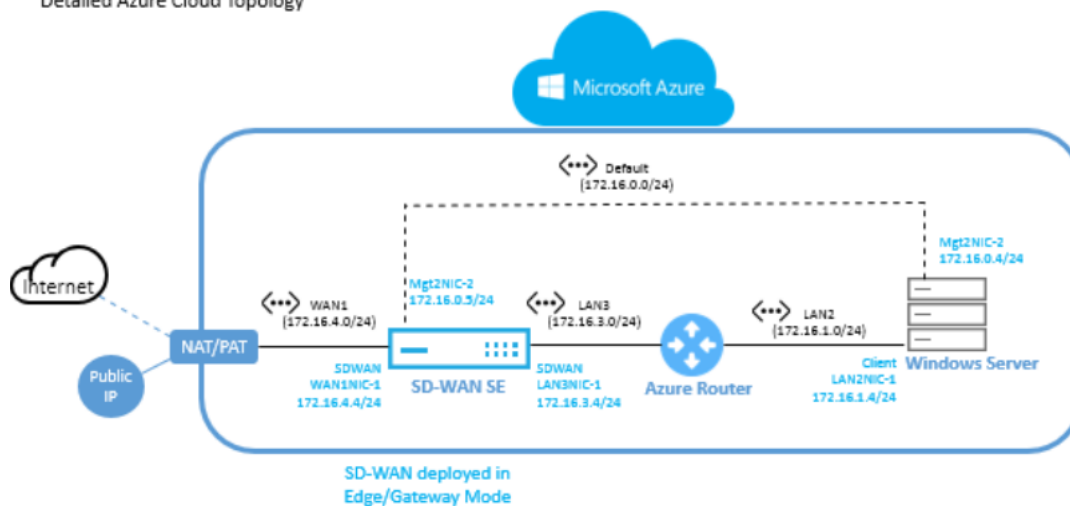 Detailed Azure Cloud Topology
Microsoft Azure
Default
(172.16.0.0/24)
Mgt2NIC-2
172.16.0.4/24
Internet
Mgt2NIC-2
172.16.0.5/24
WAN1
(172.16.4.0/24)
LAN3
(172.16.3.0/24)
LAN2
(172.16.1.0/24)
NAT/PAT
Public
IP
SDWAN
WAN1NIC-1
172.16.4.4/24
SD-WAN SE
SDWAN
LAN3NIC-1
172.16.3.4/24
Azure Router
Client
LAN2NIC-1
172.16.1.4/24
Windows Server
SD-WAN deployed in
Edge/Gateway Mode